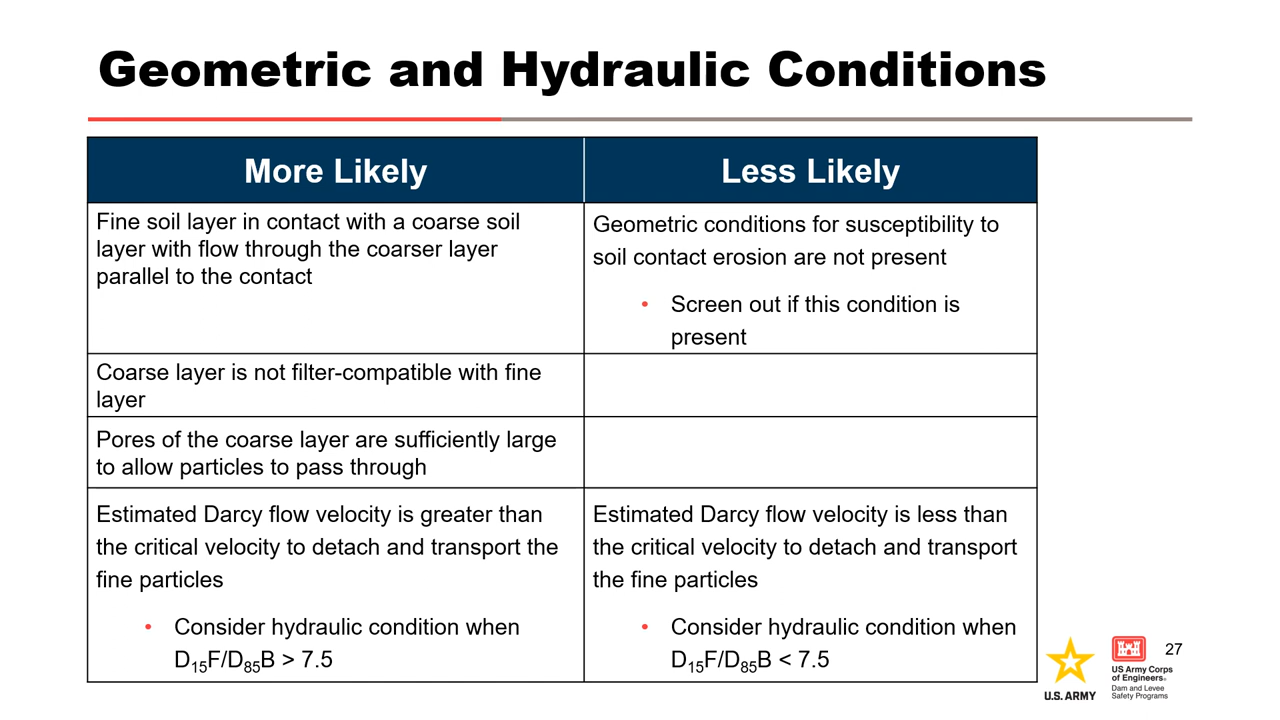 Geometric and Hydraulic Conditions
More Likely
Less Likely
Fine soil layer in contact with a coarse soil
layer with flow through the coarser layer
parallel to the contact
Geometric conditions for susceptibility to
soil contact erosion are not present
• Screen out if this condition is
present
Coarse layer is not filter-compatible with fine
layer
Pores of the coarse layer are sufficiently large
to allow particles to pass through
Estimated Darcy flow velocity is greater than
the critical velocity to detach and transport the
fine particles
• Consider hydraulic condition when
D15F/D85B > 7.5
Estimated Darcy flow velocity is less than
the critical velocity to detach and transport
the fine particles
• Consider hydraulic condition when
D15F/D85B < 7.5
U.S. ARMY
US Army Corps
of Engineers®
Dam and Levee
Safety Programs
27